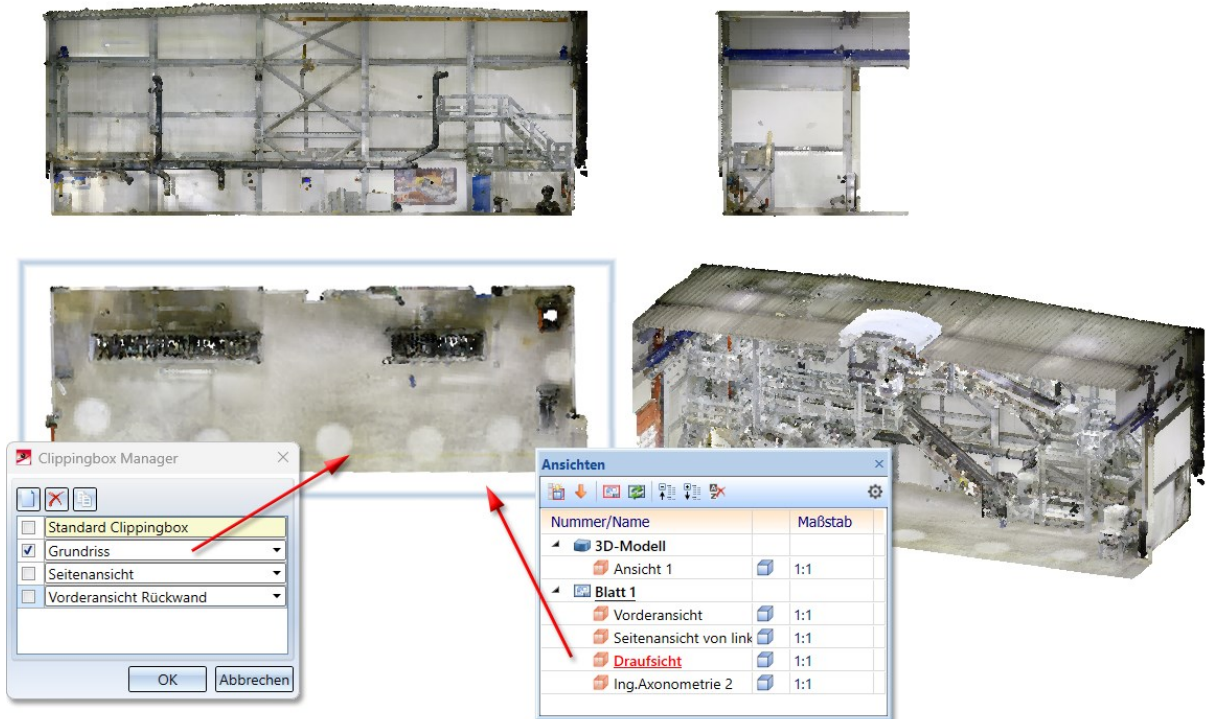 Clippingbox Manager
Standard Clippingbox
Grundriss
Seitenansicht
Vorderansicht Rückwand
OK Abbrechen
Ansichten
Nummer/Name Maßstab
3D-Modell
Ansicht 1 1:1
Blatt 1
Vorderansicht 1:1
Seitenansicht von link 1:1
Draufsicht 1:1
Ing.Axonometrie 2 1:1